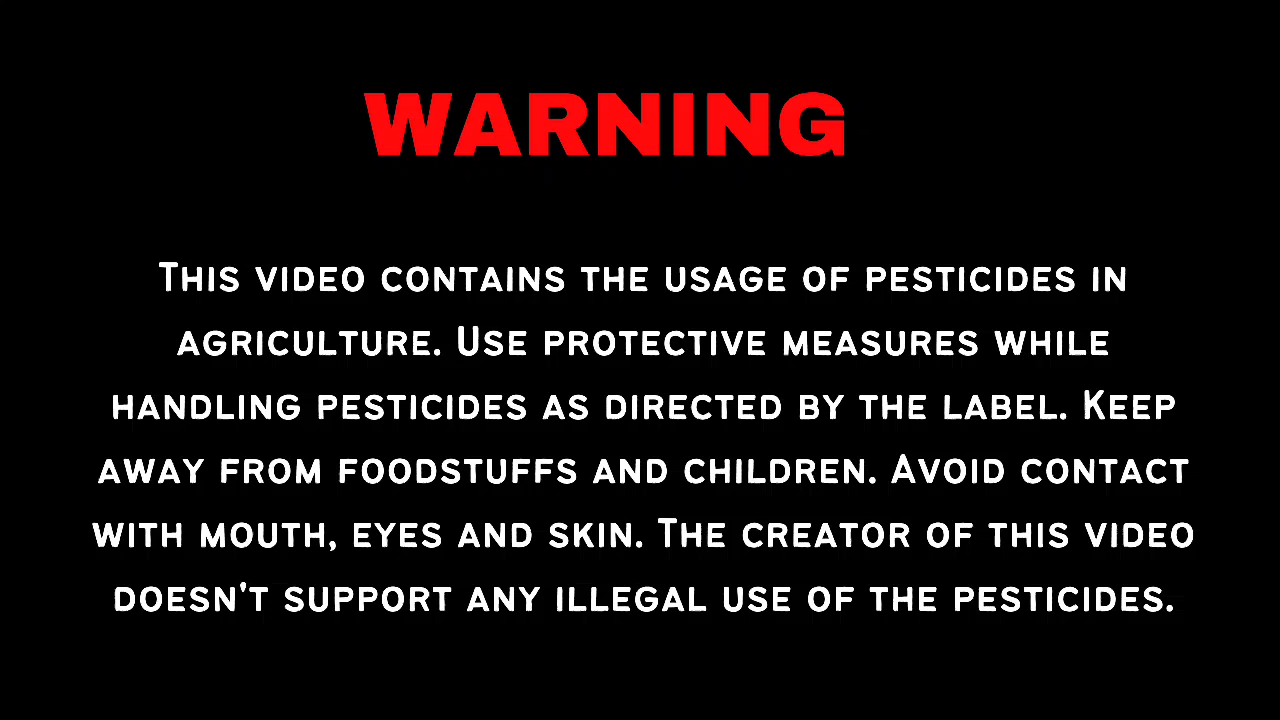 WARNING
This video contains the usage of pesticides in
agriculture. Use protective measures while
handling pesticides as directed by the label. Keep
away from foodstuffs and children. Avoid contact
with mouth, eyes and skin. The creator of this video
doesn't support any illegal use of the pesticides.